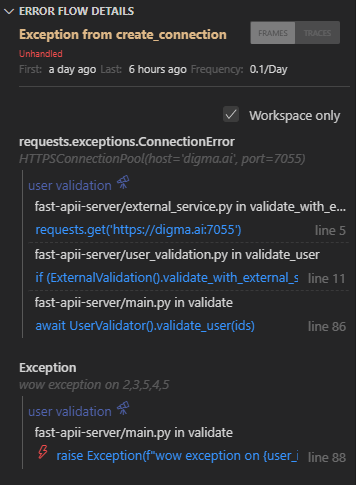 ERROR FLOW DETAILS
Exception from create_connection
FRAMES TRACES
Unhandled
First: a day ago Last: 6 hours ago Frequency: 0.1/Day
Workspace only
requests.exceptions.ConnectionError
HTTPSConnectionPool(host='digma.ai', port=7055)
user validation
fast-apii-server/external_service.py in validate_with_e...
requests.get('https://digma.ai:7055') line 5
fast-apii-server/user_validation.py in validate_user
if (ExternalValidation().validate_with_external_s line 11
fast-apii-server/main.py in validate
await UserValidator().validate_user(ids) line 86
Exception
wow exception on 2,3,5,4,5
user validation
fast-apii-server/main.py in validate
raise Exception(f"wow exception on {user_i line 88